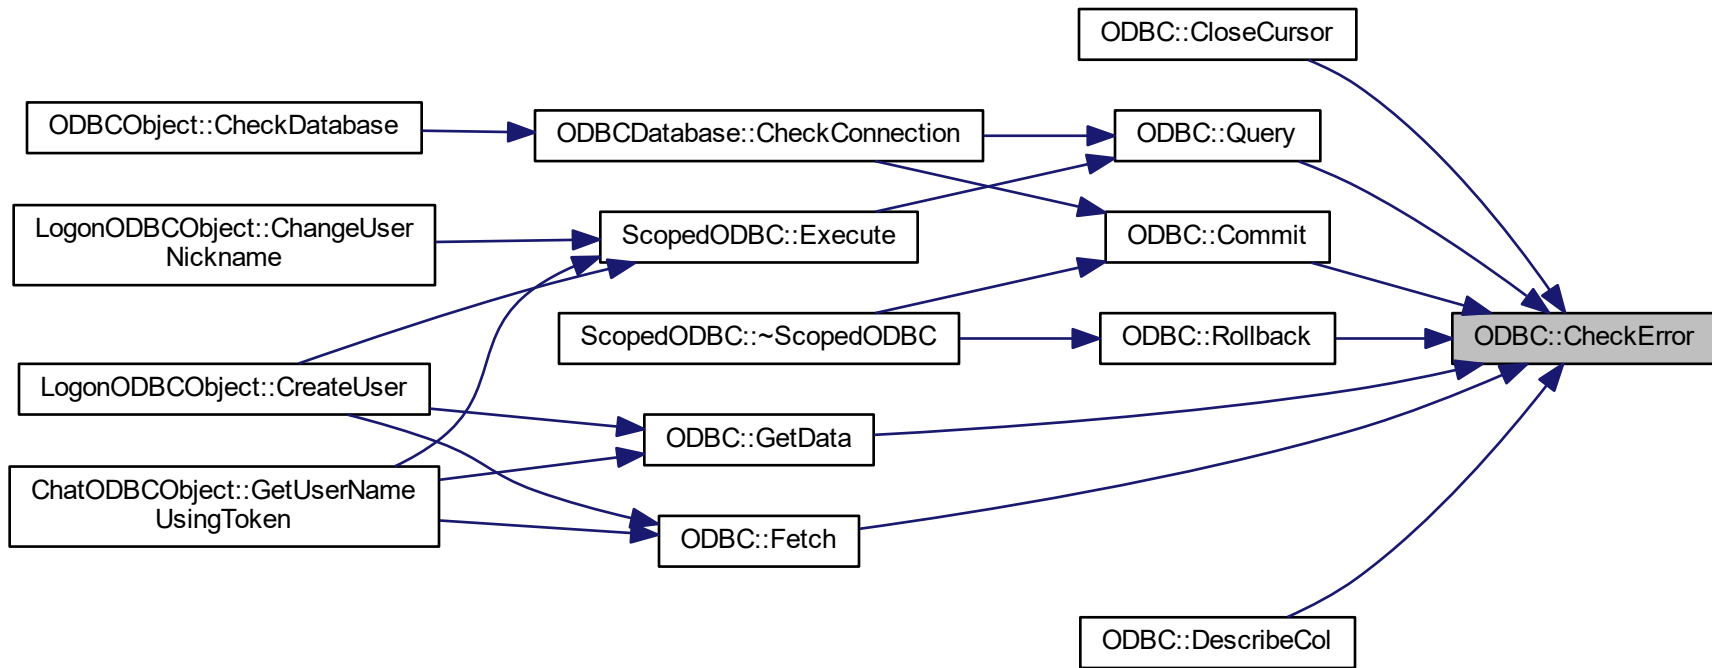 ODBC::CloseCursor
ODBCObject::CheckDatabase
ODBCDatabase::CheckConnection
ODBC::Query
LogonODBCObject::ChangeUser
Nickname
ScopedODBC::Execute
ODBC::Commit
ScopedODBC::~ScopedODBC
ODBC::Rollback
ODBC::CheckError
LogonODBCObject::CreateUser
ODBC::GetData
ChatODBCObject::GetUserName
UsingToken
ODBC::Fetch
ODBC::DescribeCol